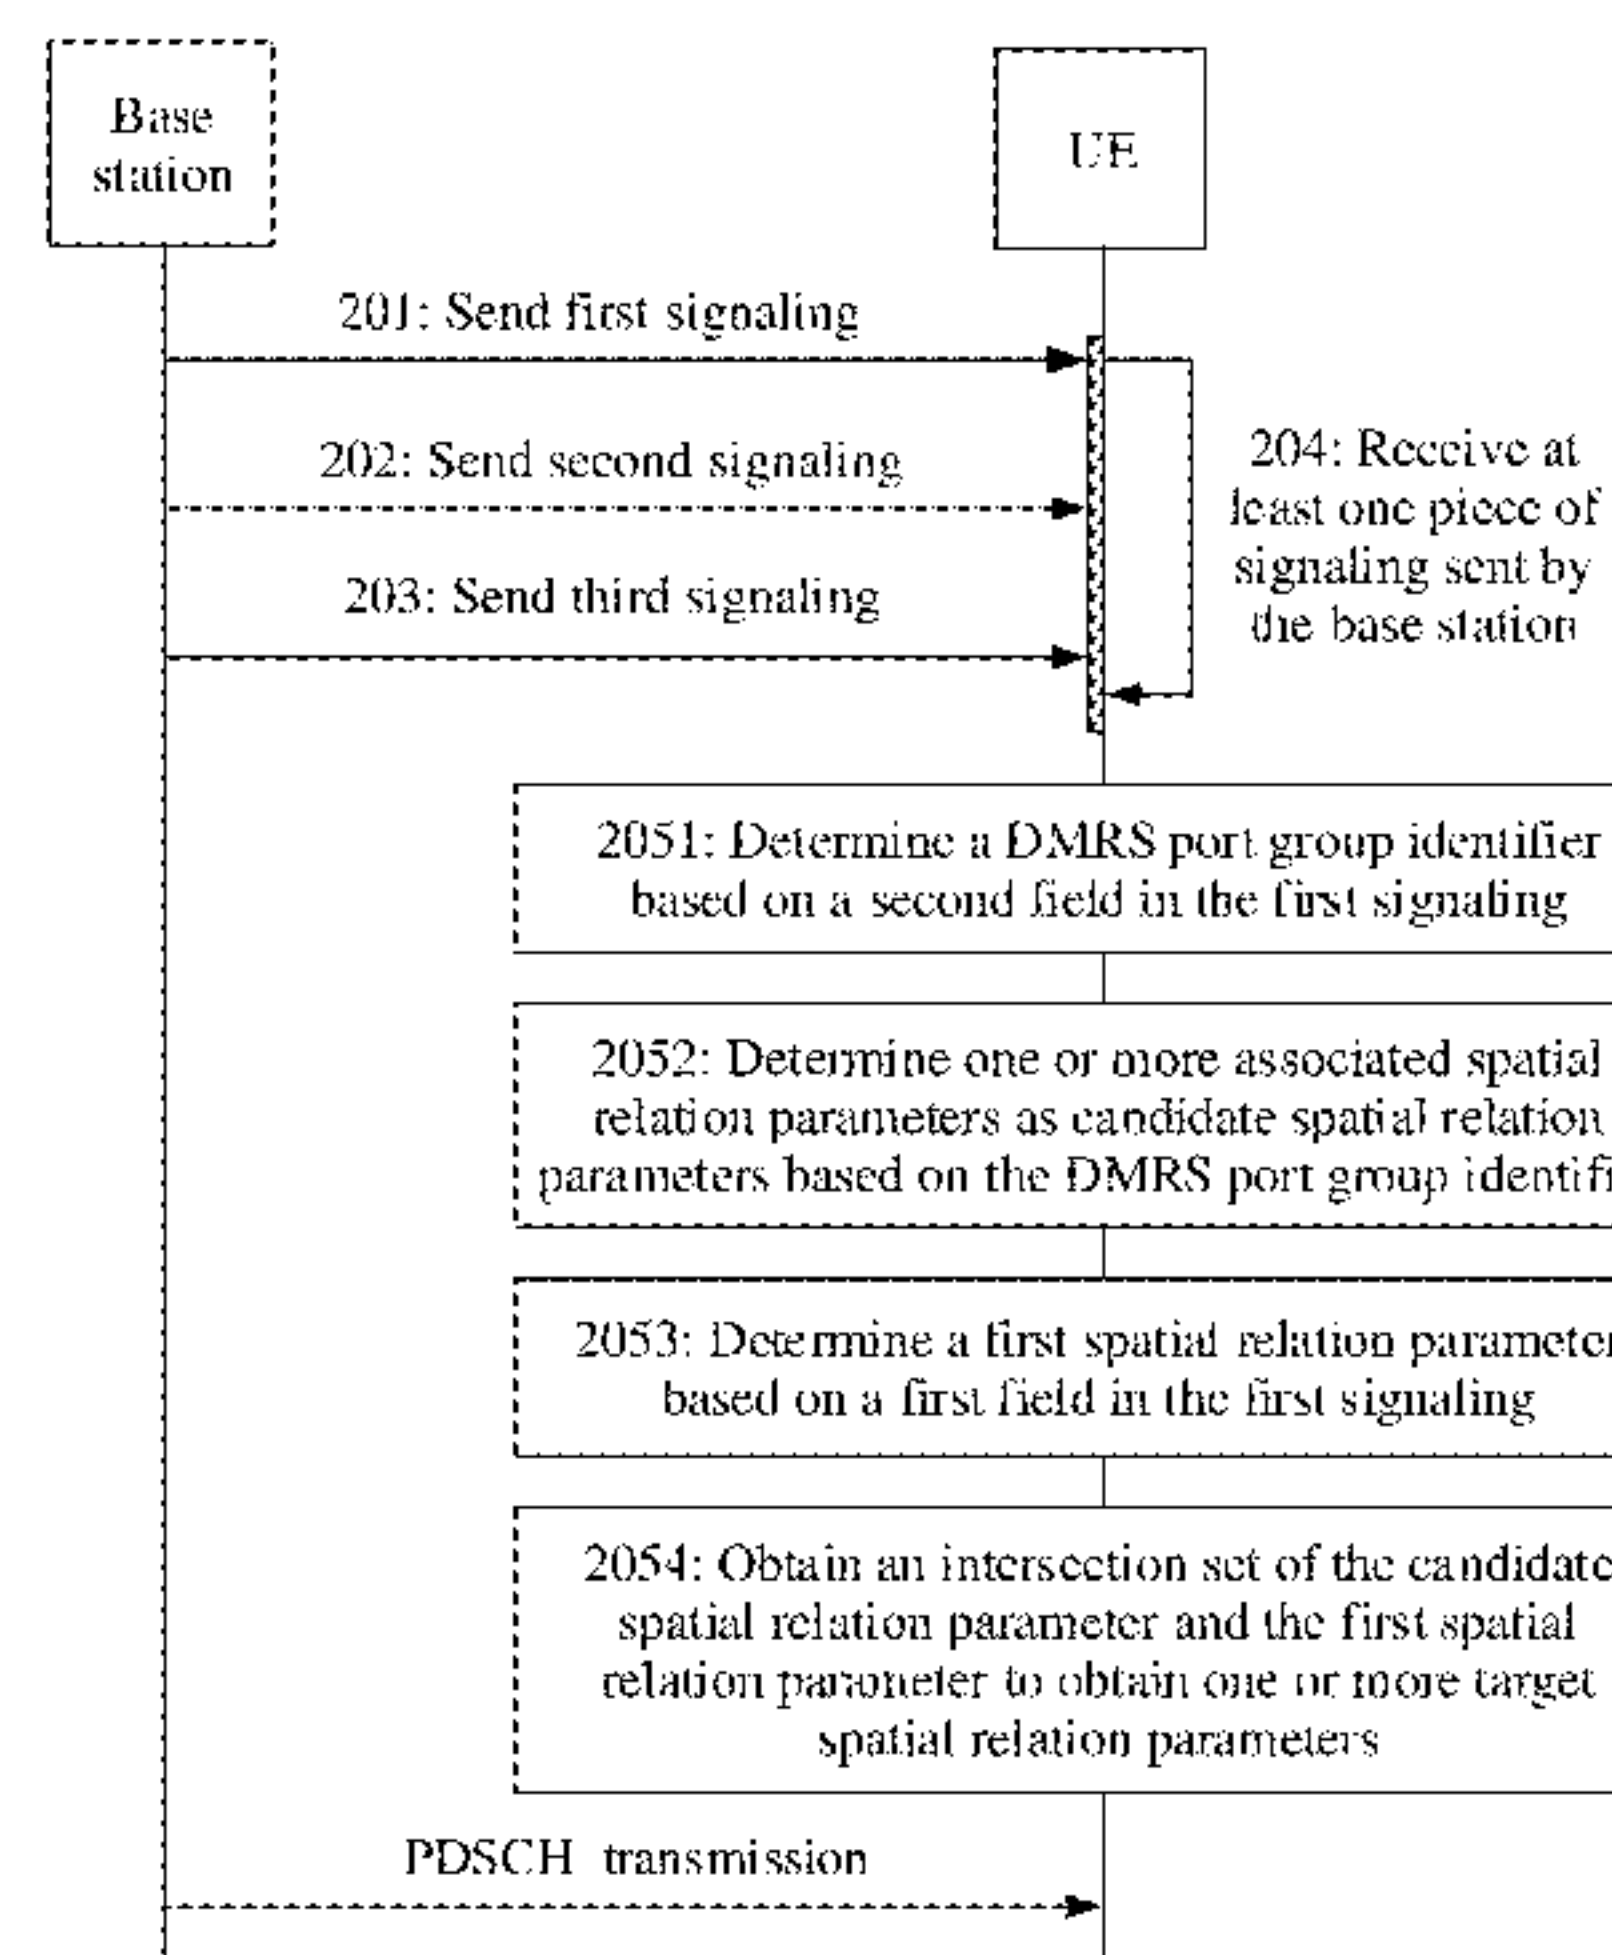 Base
station
UE
201: Send first signaling
202: Send second signaling
203: Send third signaling
204: Receive at
least one piece of
signaling sent by
the base station
2051: Determine a DMRS port group identifier
based on a second field in the first signaling
2052: Determine one or more associated spatial
relation parameters as candidate spatial relation
parameters based on the DMRS port group
2053: Determine a first spatial relation parameter
based on a first field in the first signaling
2054: Obtain an intersection set of the candidate
spatial relation parameter and the first spatial
relation parameter to obtain one or more target
spatial relation parameters
PDSCH transmission